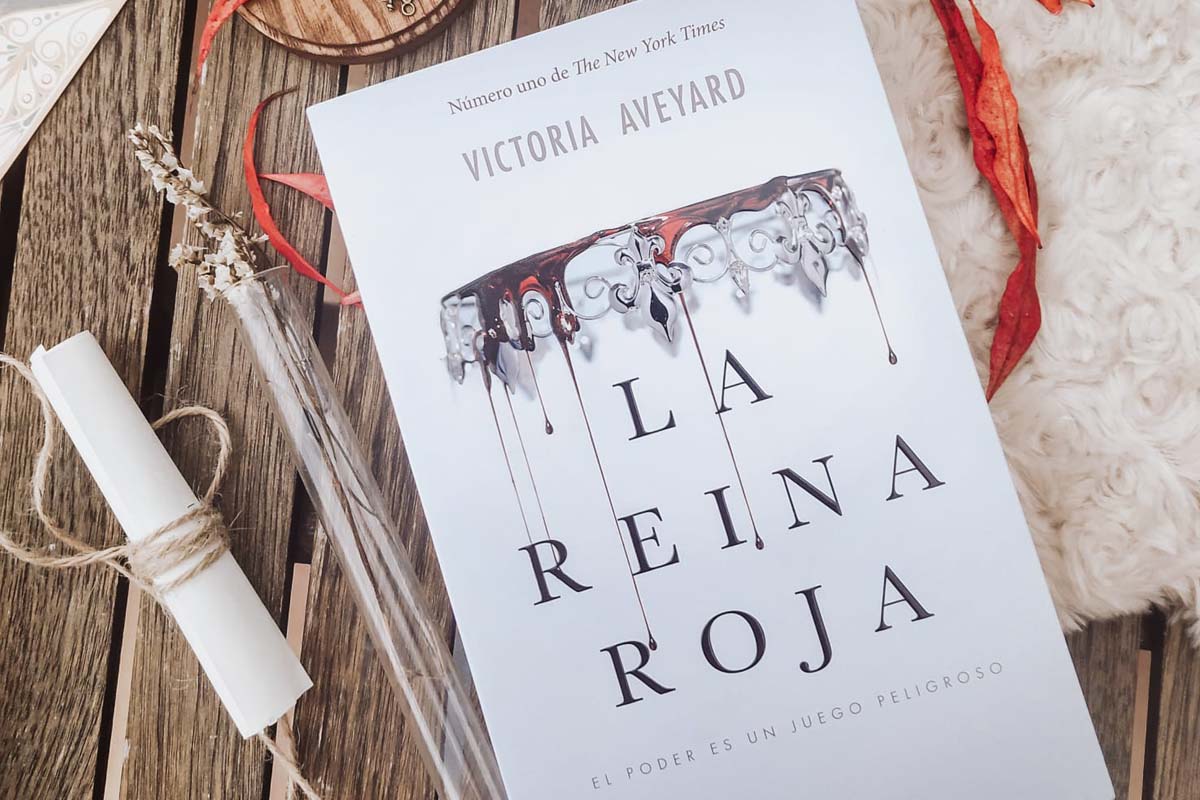 Número uno de The New York Times
VICTORIA AVEYARD
LA
REINA
ROJA
EL PODER ES UN JUEGO PELIGROSO